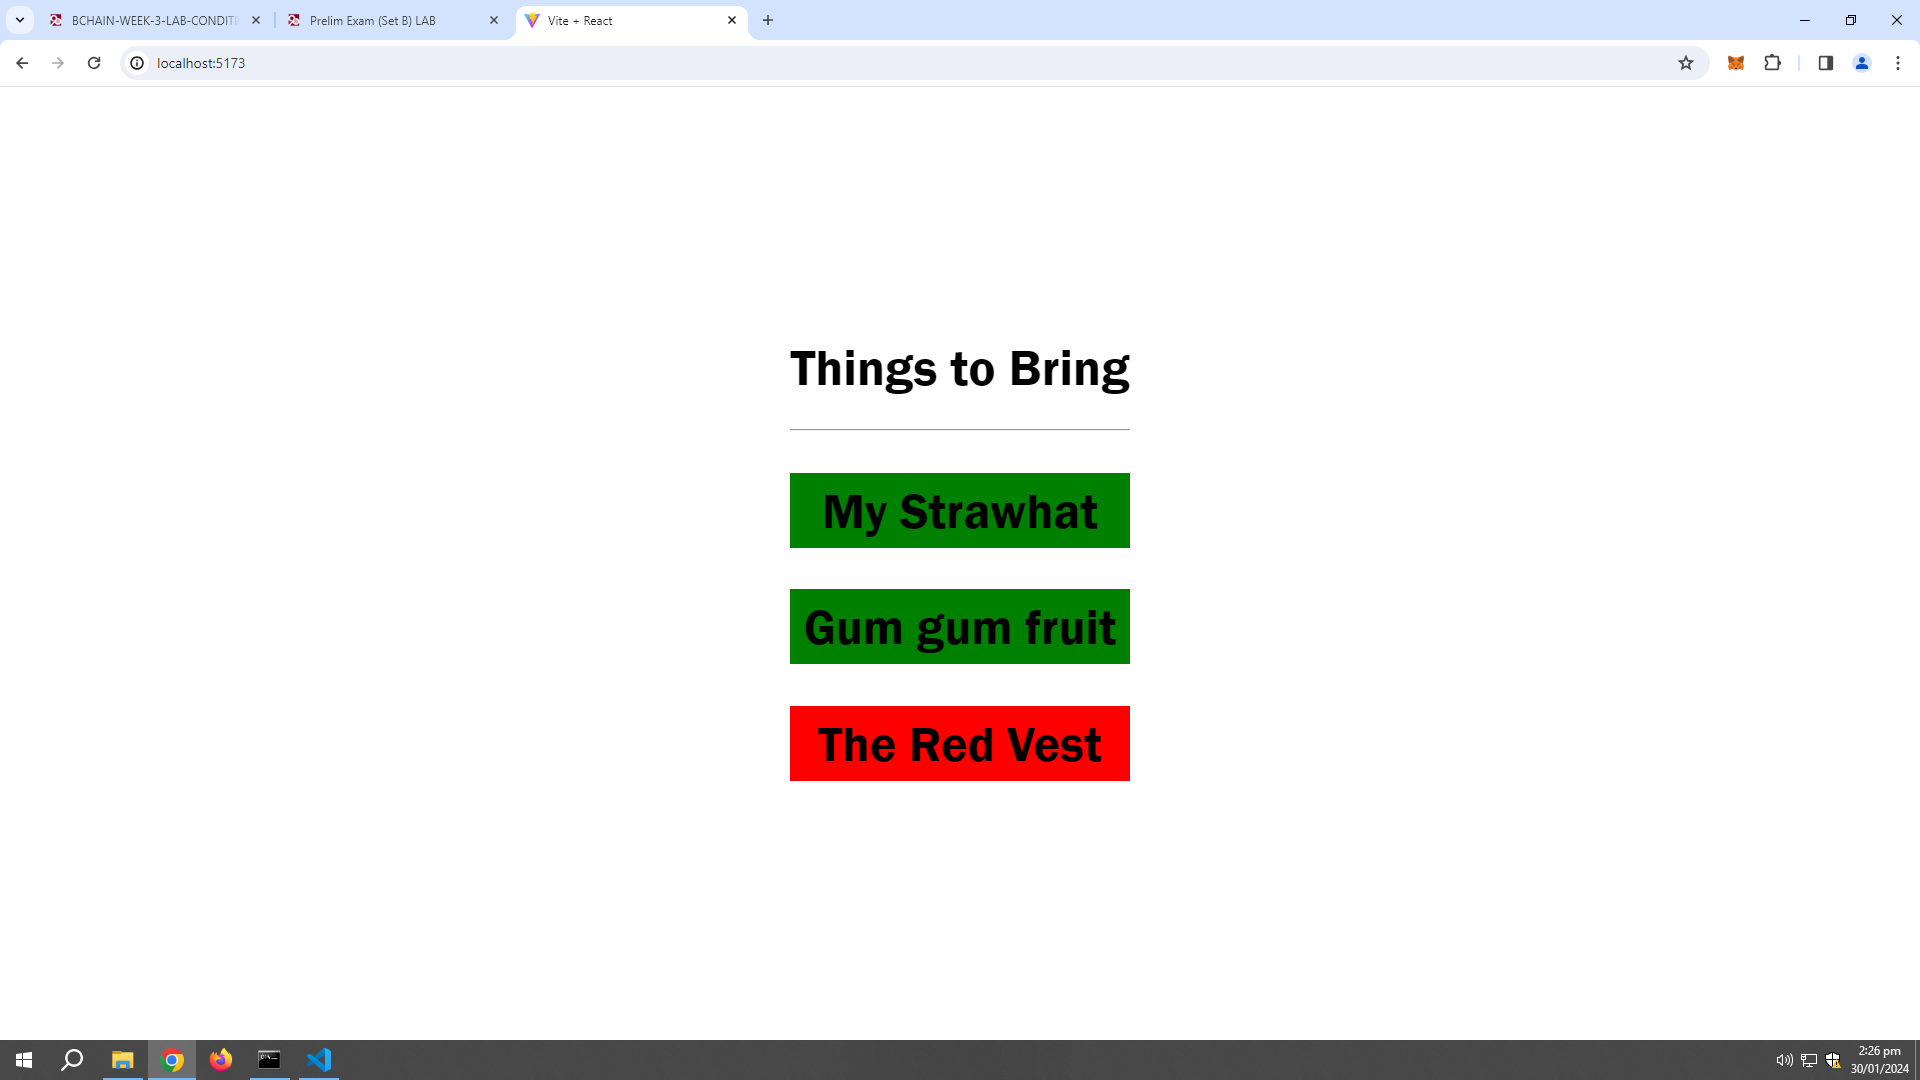 BCHAIN-WEEK-3-LAB-CONDITI
Prelim Exam (Set B) LAB
Vite + React
localhost:5173
Things to Bring
My Strawhat
Gum gum fruit
The Red Vest
2:26 pm
30/01/2024